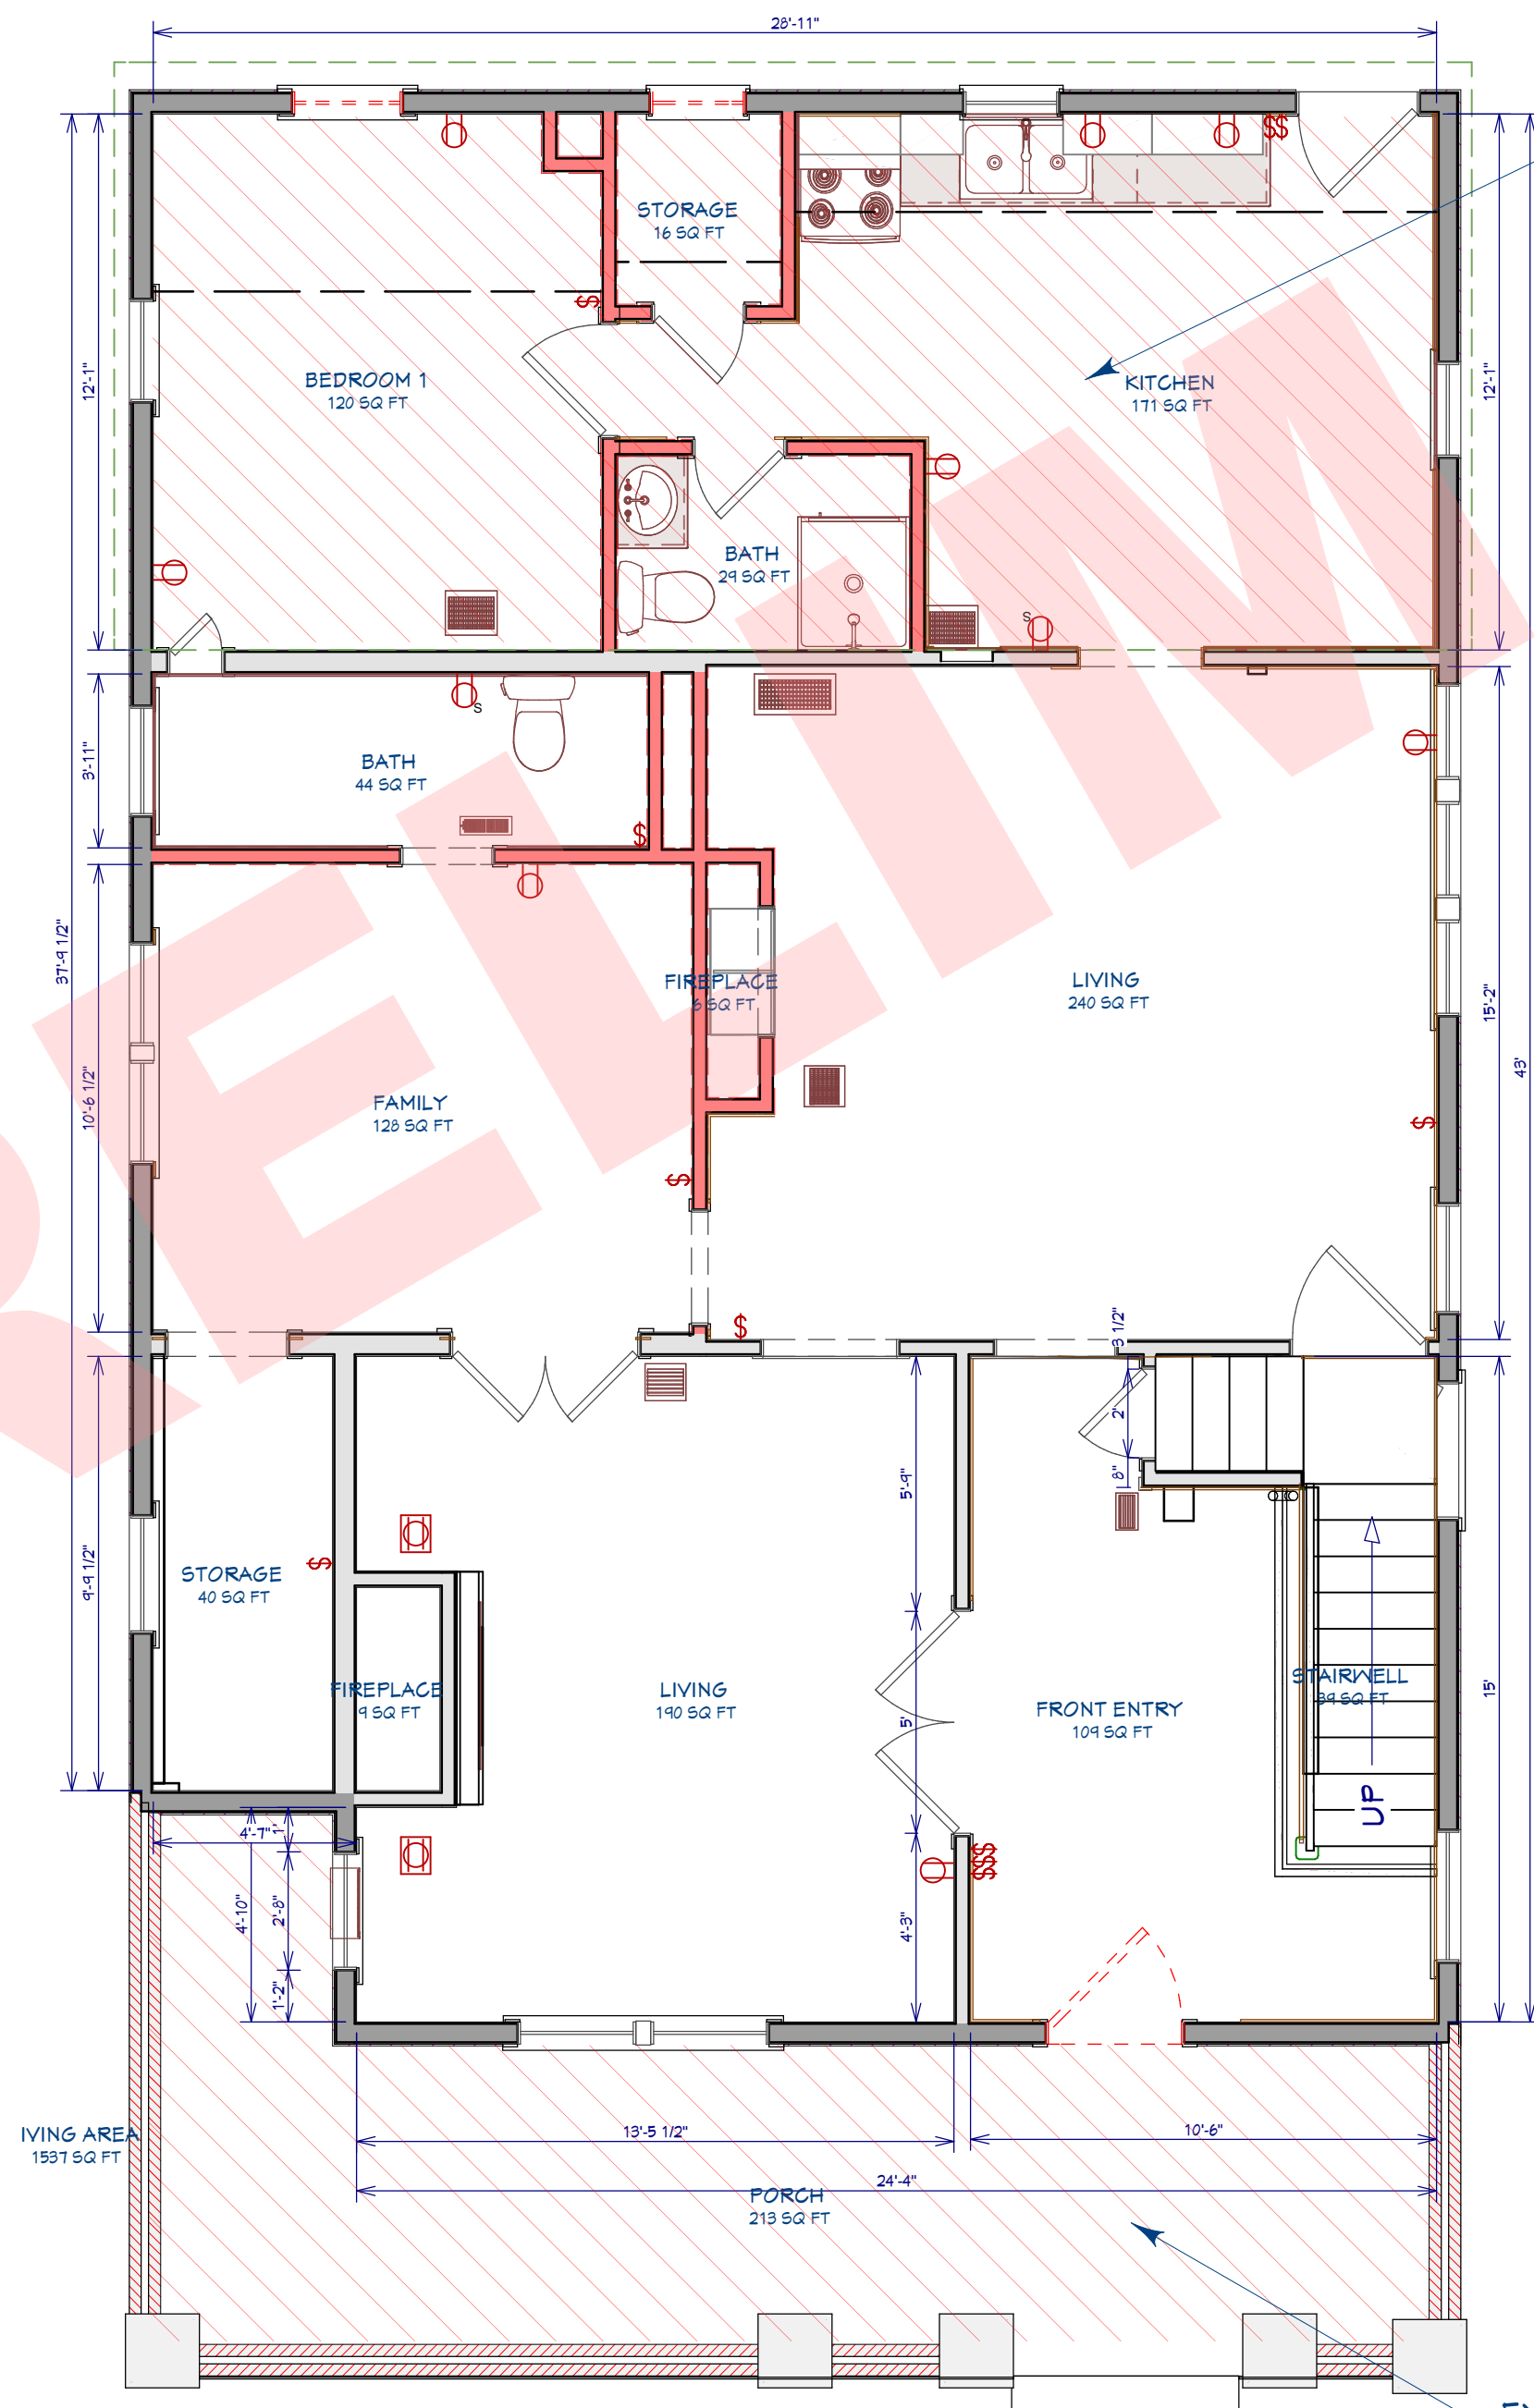 28'-11"
$$
STORAGE
16 SQ FT
$
BEDROOM 1
120 SQ FT
KITCHEN
171 SQ FT
12'-1"
12'-1"
BATH
29 SQ FT
S
S
BATH
44 SQ FT
3'-11"
$
37'-9 1/2"
FIREPLACE
6 SQ FT
LIVING
240 SQ FT
15'-2"
43'
10'-6 1/2"
FAMILY
128 SQ FT
$
$
$
3 1/2"
2'
8"
5'-9"
STORAGE
40 SQ FT
$
9'-9 1/2"
FIREPLACE
9 SQ FT
LIVING
190 SQ FT
5'
FRONT ENTRY
109 SQ FT
STAIRWELL
39 SQ FT
15'
UP
4'-7"
1'
4'-10"
2'-8"
1'-2"
4'-3"
$$$
IVING AREA
1537 SQ FT
13'-5 1/2"
10'-6"
24'-4"
PORCH
213 SQ FT
RELIM